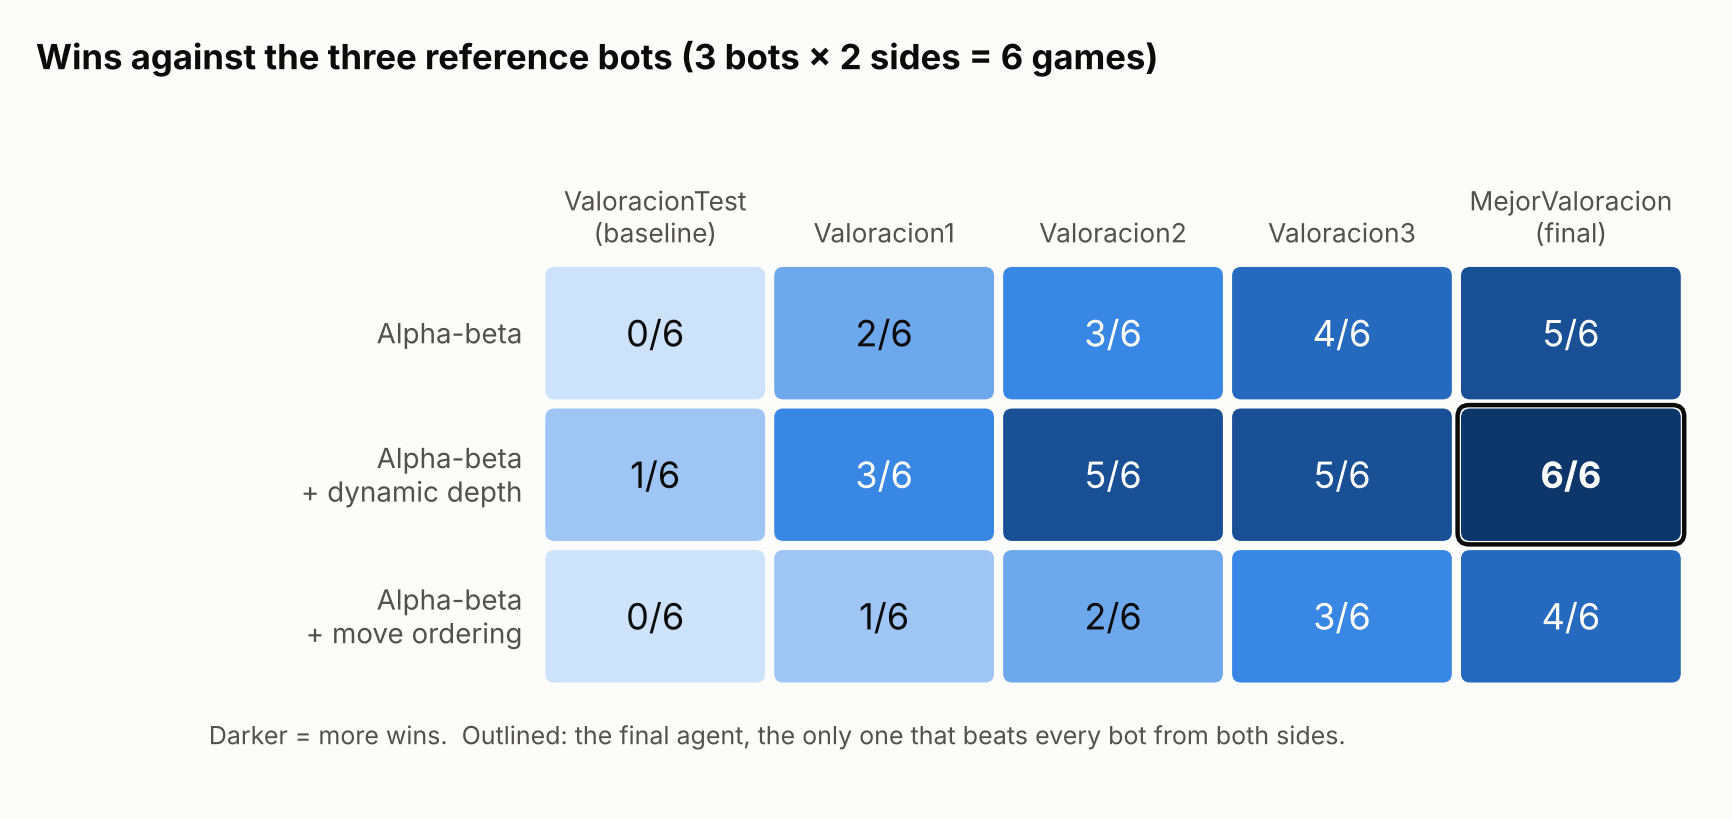 Wins against the three reference bots (3 bots × 2 sides = 6 games)
ValoracionTest
(baseline)
Valoracion1
Valoracion2
Valoracion3
MejorValoracion
(final)
Alpha-beta
0/6
2/6
3/6
4/6
5/6
Alpha-beta
+ dynamic depth
1/6
3/6
5/6
5/6
6/6
Alpha-beta
+ move ordering
0/6
1/6
2/6
3/6
4/6
Darker = more wins.  Outlined: the final agent, the only one that beats every bot from both sides.